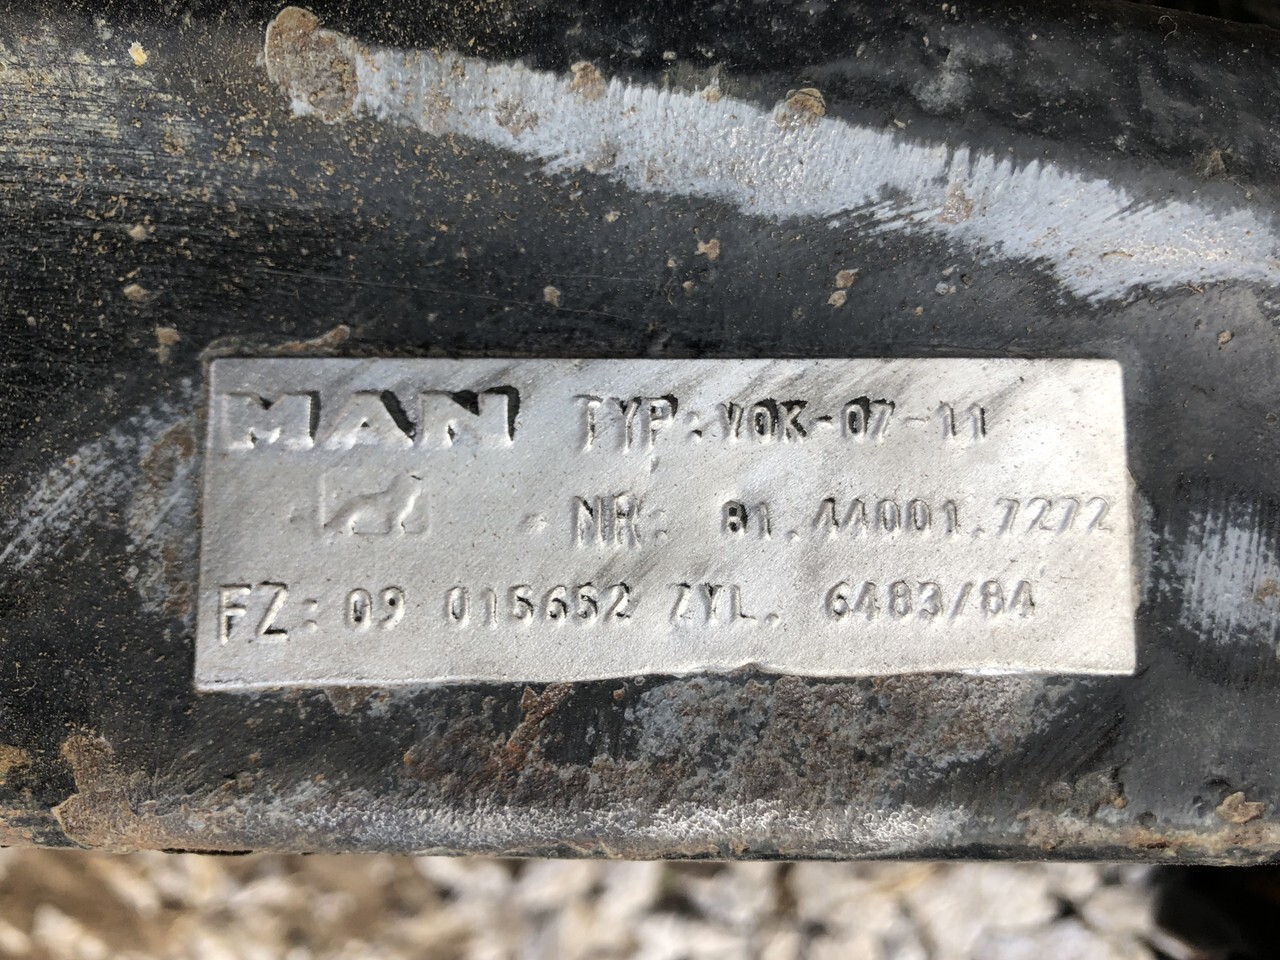 MAN TYP: VOK-07-11
NR: 81.44001.7272
FZ: 09 015652 ZYL. 6483/84